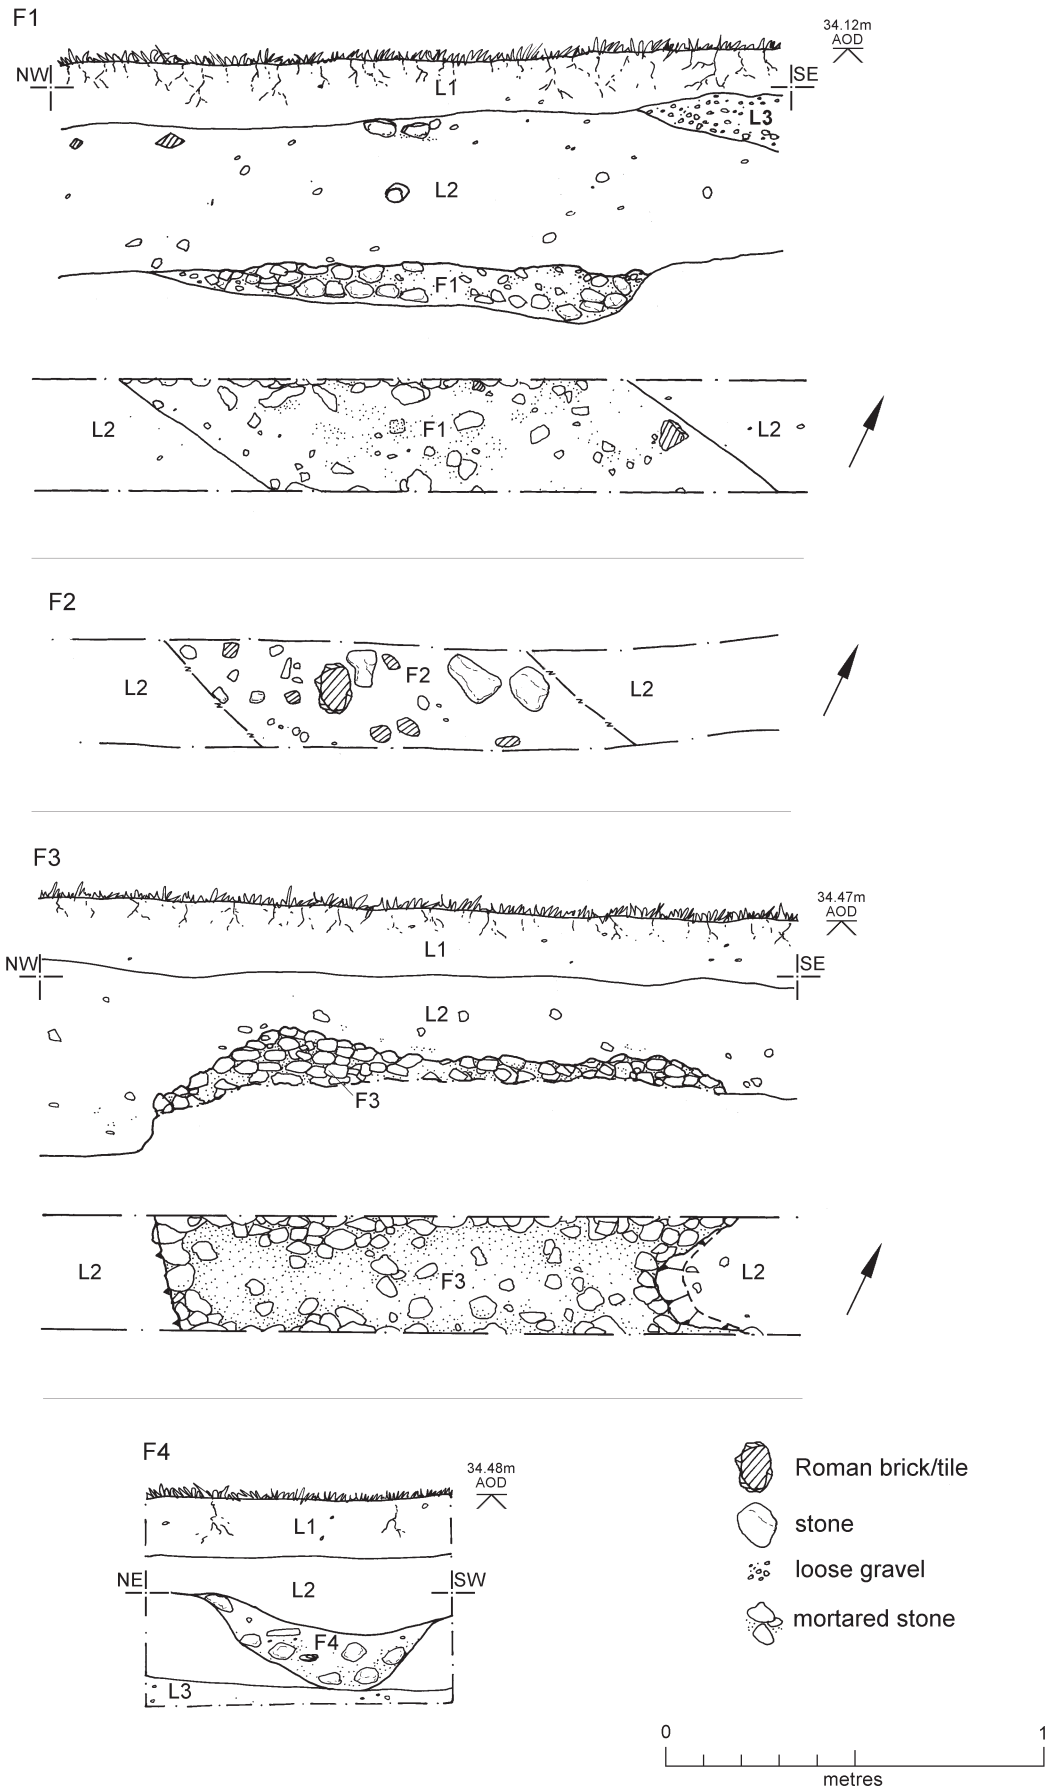 F1
34.12m
AOD
NW
SE
L1
L3
L2
F1
L2
F1
L2
F2
L2
F2
L2
F3
34.47m
AOD
L1
NW
SE
L2
F3
L2
F3
L2
F4
34.48m
AOD
L1
NE
SW
L2
F4
L3
Roman brick/tile
stone
loose gravel
mortared stone
0
1
metres